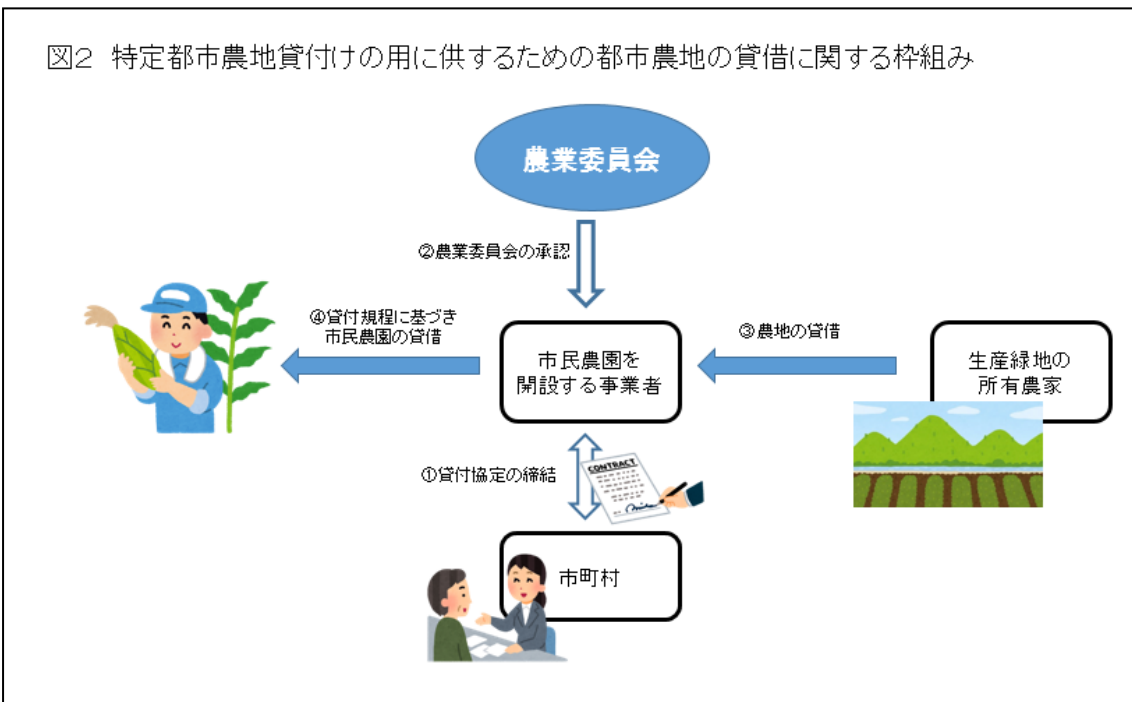 図2 特定都市農地貸付けの用に供するための都市農地の貸借に関する枠組み
農業委員会
②農業委員会の承認
④貸付規程に基づき
市民農園の貸借
市民農園を
開設する事業者
③農地の貸借
生産緑地の
所有農家
①貸付協定の締結
CONTRACT
市町村